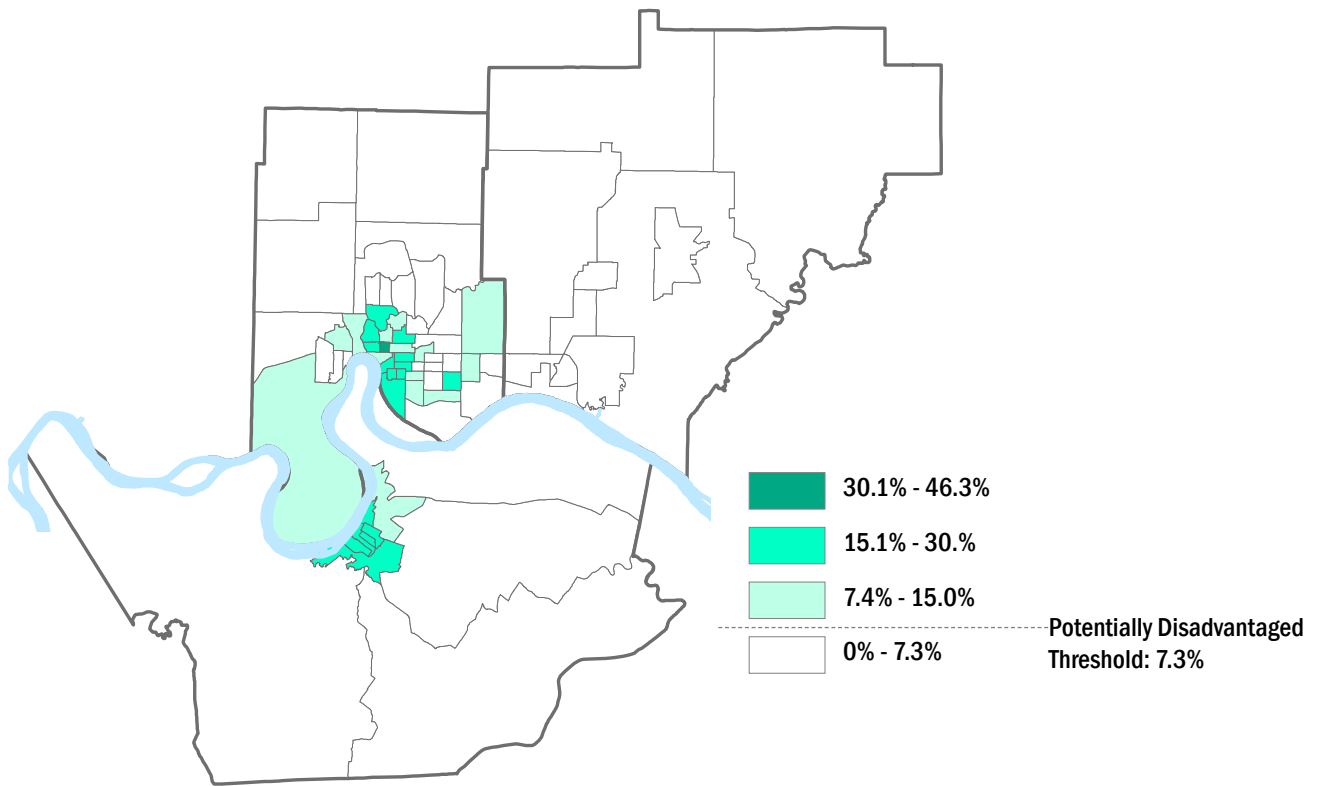 30.1% - 46.3%
15.1% - 30.%
7.4% - 15.0%
Potentially Disadvantaged
Threshold: 7.3%
0% - 7.3%